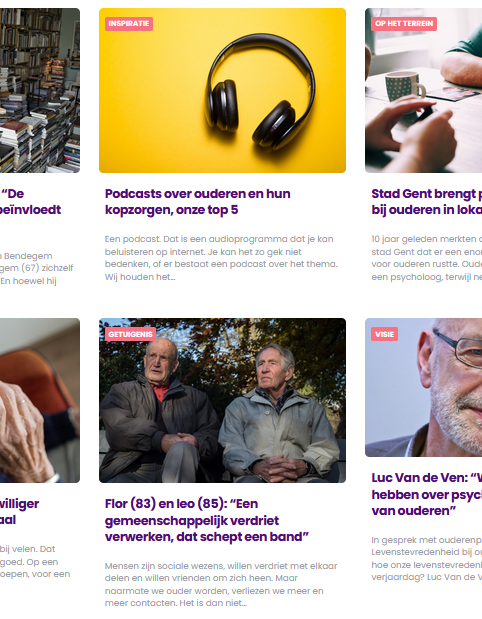 INSPIRATIE
OP HET TERREIN
“De
beïnvloedt
n Bendegem
gem (67) zichzelf
En hoewel hij
Podcasts over ouderen en hun
kopzorgen, onze top 5
Een podcast. Dat is een audioprogramma dat je kan
beluisteren op internet. Je kan het zo gek niet
bedenken, of er bestaat een podcast over het thema.
Wij houden het…
Stad Gent brengt p
bij ouderen in loka
10 jaar geleden merkten d
stad Gent dat er een enor
voor ouderen rustte. Oude
een psycholoog, terwijl ne
GETUIGENIS
VISIE
williger
aal
bij velen. Dat
goed. Op een
oepen, voor een
Flor (83) en leo (85): “Een
gemeenschappelijk verdriet
verwerken, dat schept een band”
Mensen zijn sociale wezens, willen verdriet met elkaar
delen en willen vrienden om zich heen. Maar
naarmate we ouder worden, verliezen we meer en
meer contacten. Het is dan niet…
Luc Van de Ven: “W
hebben over psyc
van ouderen”
In gesprek met ouderenp
Levenstevredenheid bij ou
hoe onze levenstevredenh
verjaardag? Luc Van de V